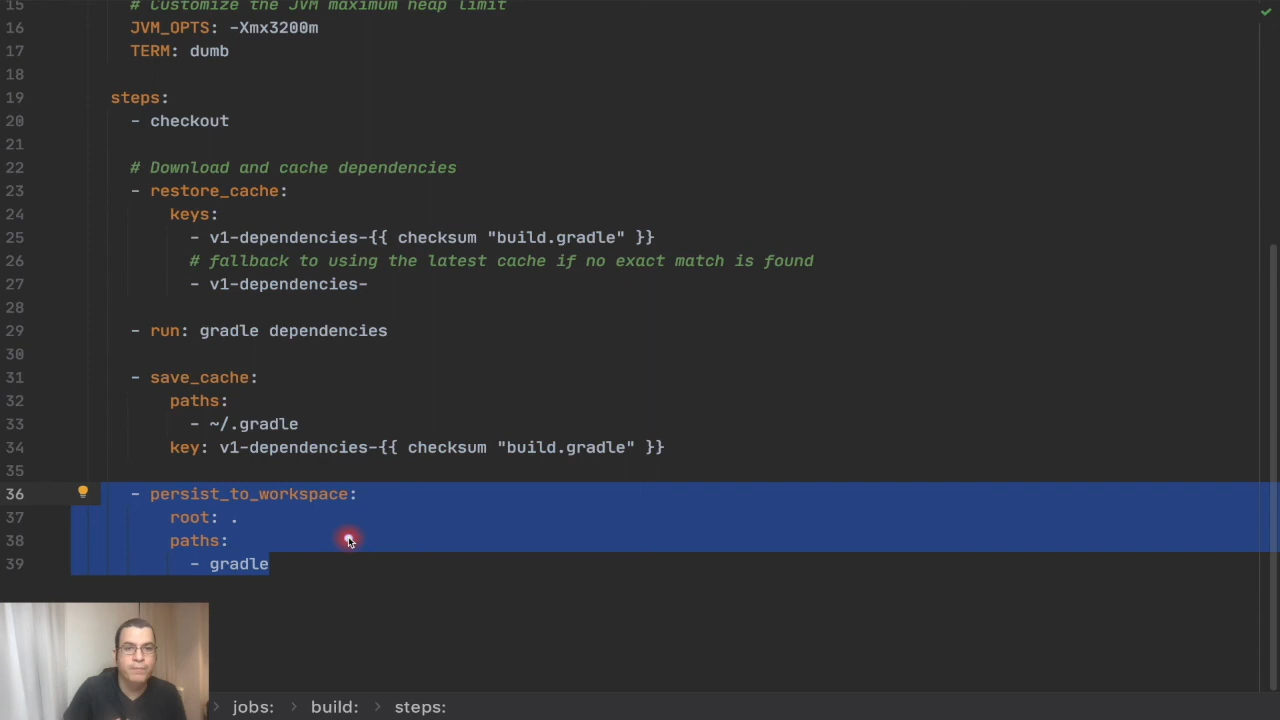 15 # Customize the JVM maximum heap limit
16 JVM_OPTS: -Xmx3200m
17 TERM: dumb
18
19 steps:
20 - checkout
21
22 # Download and cache dependencies
23 - restore_cache:
24 keys:
25 - v1-dependencies-{{ checksum "build.gradle" }}
26 # fallback to using the latest cache if no exact match is found
27 - v1-dependencies-
28
29 - run: gradle dependencies
30
31 - save_cache:
32 paths:
33 - ~/.gradle
34 key: v1-dependencies-{{ checksum "build.gradle" }}
35
36 - persist_to_workspace:
37 root: .
38 paths:
39 - gradle
› jobs: › build: › steps: